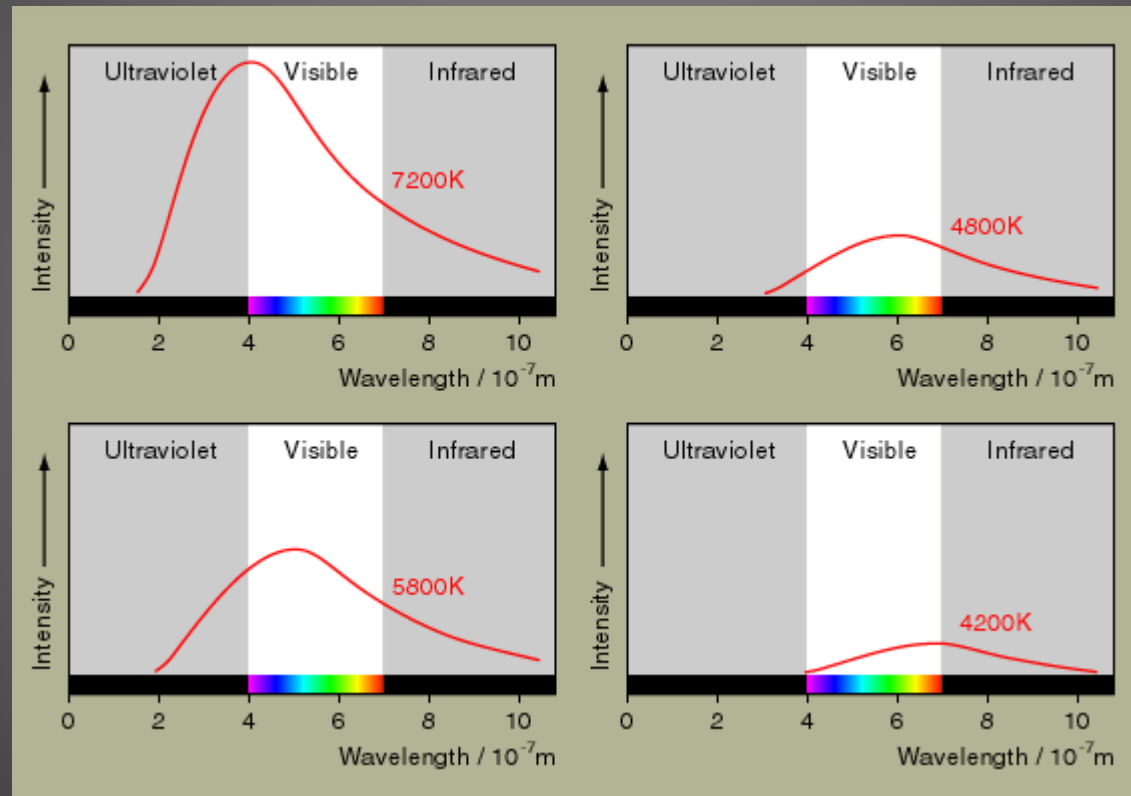 Ultraviolet Visible Infrared
7200K
Intensity
0 2 4 6 8 10
Wavelength / 10⁻⁷m
Ultraviolet Visible Infrared
4800K
Intensity
0 2 4 6 8 10
Wavelength / 10⁻⁷m
Ultraviolet Visible Infrared
5800K
Intensity
0 2 4 6 8 10
Wavelength / 10⁻⁷m
Ultraviolet Visible Infrared
4200K
Intensity
0 2 4 6 8 10
Wavelength / 10⁻⁷m